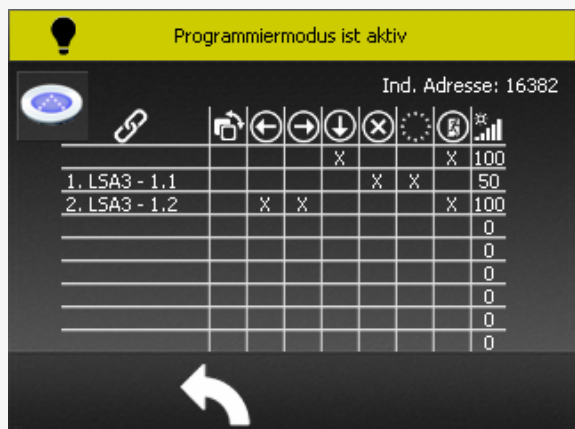 Programmiermodus ist aktiv
Ind. Adresse: 16382
X X 100
1. LSA3 - 1.1 X X 50
2. LSA3 - 1.2 X X X 100
0
0
0
0
0
0